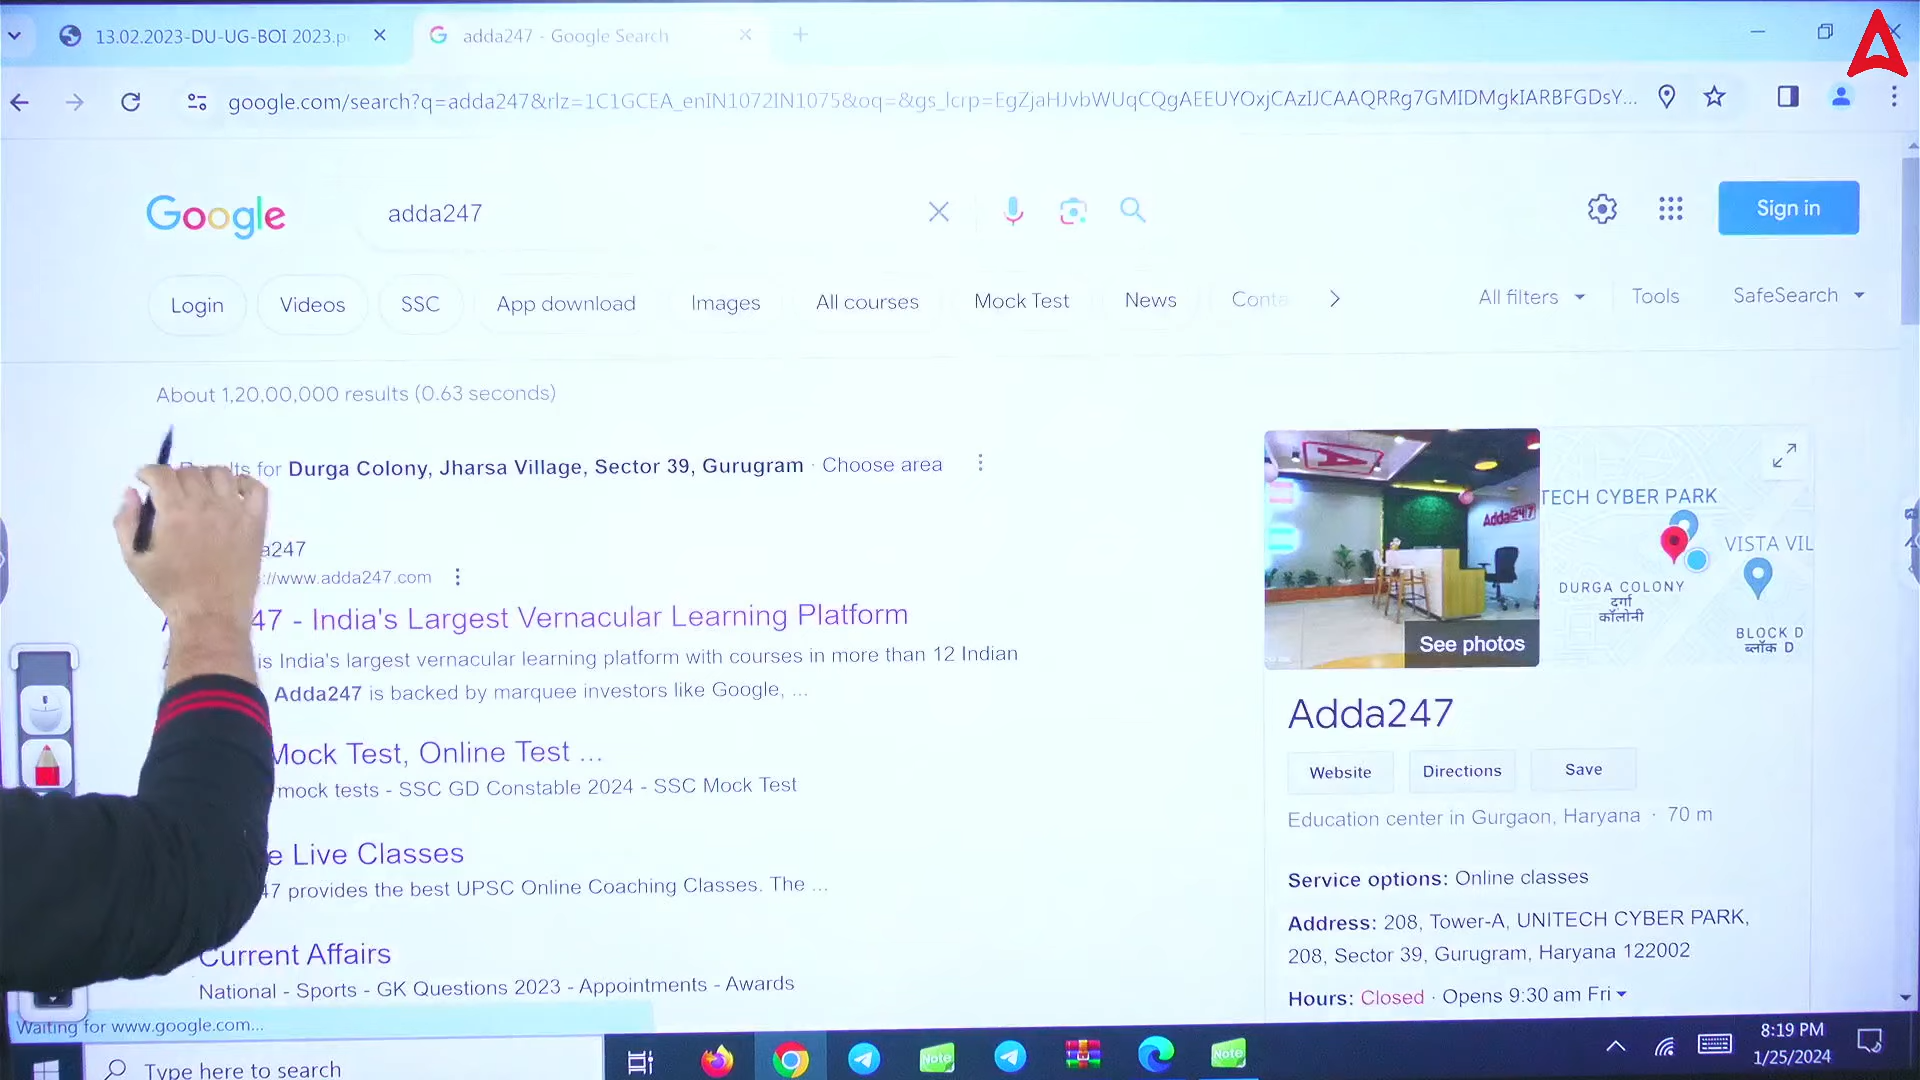 13.02.2023-DU-UG-BOI 2023.p
adda247 - Google Search
google.com/search?q=adda247&rlz=1C1GCEA_enIN1072IN1075&oq=&gs_lcrp=EgZjaHJvbWUqCQgAEEUYOxjCAzIJCAAQRRg7GMIDMgkIARBFGDsY...
Google
adda247
Sign in
Login Videos SSC App download Images All courses Mock Test News Conta
All filters Tools SafeSearch
About 1,20,00,000 results (0.63 seconds)
Results for Durga Colony, Jharsa Village, Sector 39, Gurugram · Choose area
a247
://www.adda247.com
47 - India's Largest Vernacular Learning Platform
is India's largest vernacular learning platform with courses in more than 12 Indian
Adda247 is backed by marquee investors like Google, ...
Mock Test, Online Test ...
mock tests - SSC GD Constable 2024 - SSC Mock Test
e Live Classes
47 provides the best UPSC Online Coaching Classes. The ...
Current Affairs
National - Sports - GK Questions 2023 - Appointments - Awards
Adda247
See photos
TECH CYBER PARK
VISTA VIL
DURGA COLONY
दुर्गा
कॉलोनी
BLOCK D
ब्लॉक D
Adda247
Website Directions Save
Education center in Gurgaon, Haryana · 70 m
Service options: Online classes
Address: 208, Tower-A, UNITECH CYBER PARK,
208, Sector 39, Gurugram, Haryana 122002
Hours: Closed · Opens 9:30 am Fri
Waiting for www.google.com...
Type here to search
Note
Note
8:19 PM
1/25/2024